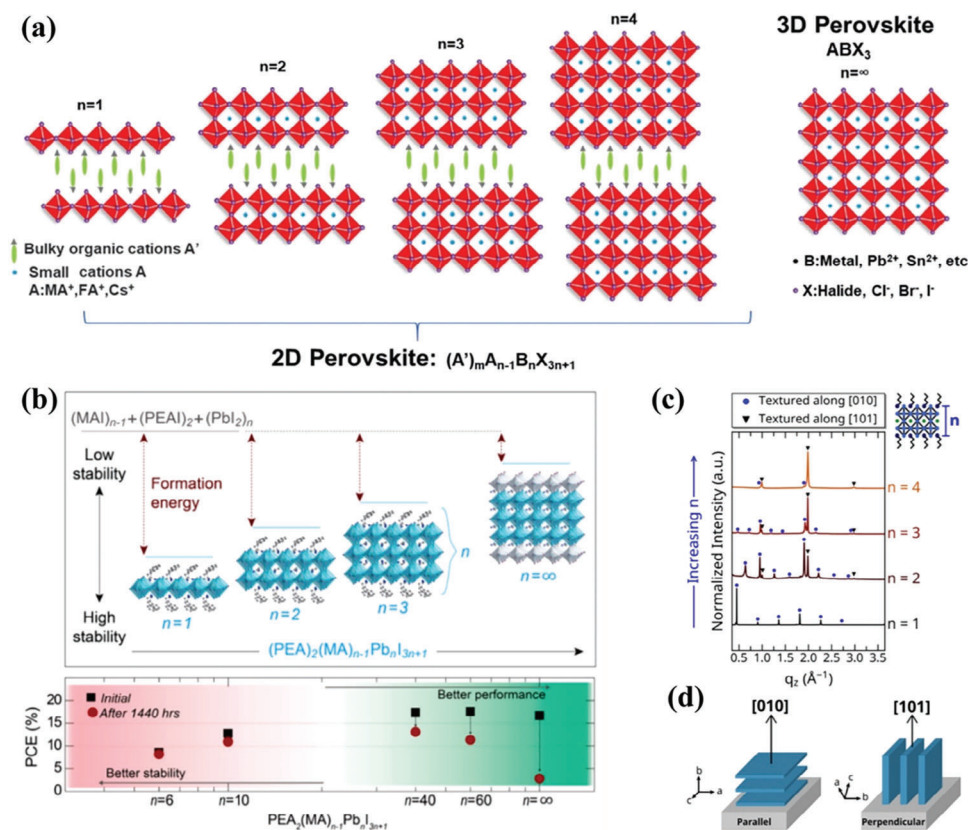 (a)
n=1
n=2
n=3
n=4
3D Perovskite
ABX₃
n=∞
Bulky organic cations A'
Small cations A
A:MA⁺,FA⁺,Cs⁺
• B:Metal, Pb²⁺, Sn²⁺, etc
• X:Halide, Cl⁻, Br⁻, I⁻
2D Perovskite: (A')ₘAₙ₋₁BₙX₃ₙ₊₁
(b)
(MAI)ₙ₋₁+(PEAI)₂+(PbI₂)ₙ
Low
stability
Formation
energy
High
stability
n=1
n=2
n=3
n
n=∞
(PEA)₂(MA)ₙ₋₁PbₙI₃ₙ₊₁
PCE (%)
20
15
10
5
0
Initial
After 1440 hrs
Better performance
Better stability
n=6
n=10
n=40
n=60
n=∞
PEA₂(MA)ₙ₋₁PbₙI₃ₙ₊₁
(c)
Textured along [010]
Textured along [101]
n
Increasing n
Normalized Intensity (a.u.)
n = 4
n = 3
n = 2
n = 1
0.5 1.0 1.5 2.0 2.5 3.0 3.5
q_z (Å⁻¹)
(d)
[010]
[101]
b
a
c
Parallel
c
a
b
Perpendicular